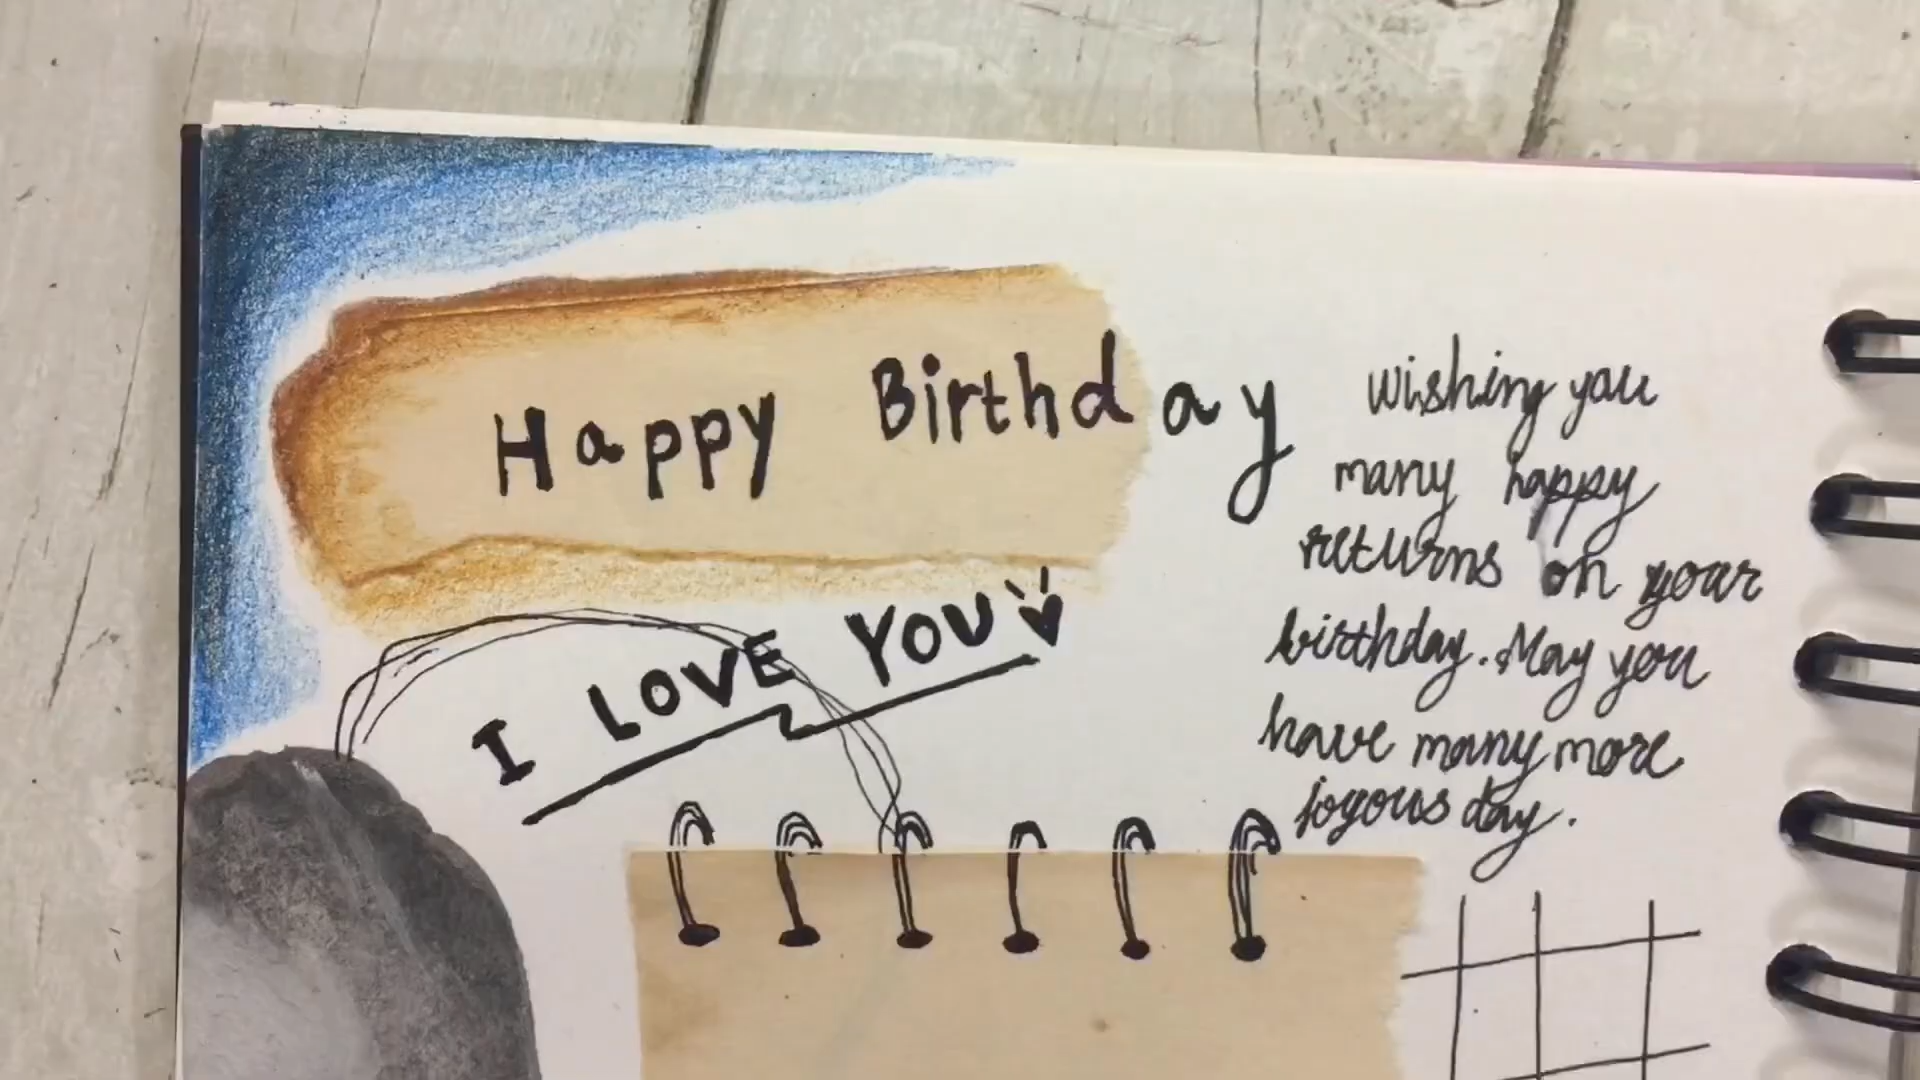 Happy Birthday
I LOVE YOU
wishing you
many happy
returns on your
birthday. May you
have many more
joyous day.